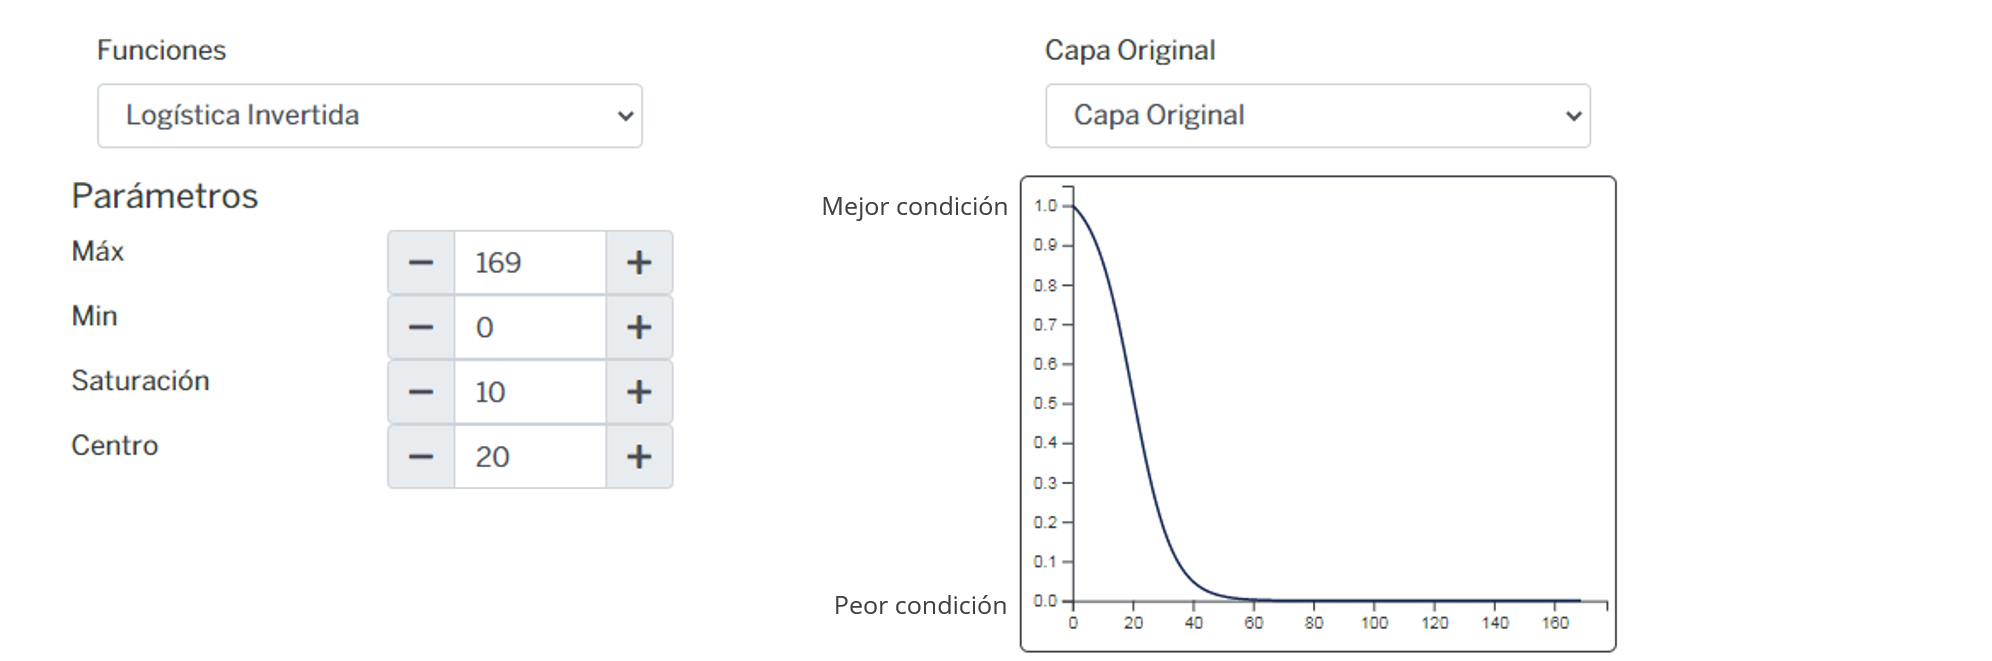 Funciones
Logística Invertida
Parámetros
Máx
169
Min
0
Saturación
10
Centro
20
Capa Original
Capa Original
Mejor condición
Peor condición
1.0
0.9
0.8
0.7
0.6
0.5
0.4
0.3
0.2
0.1
0.0
0 20 40 60 80 100 120 140 160